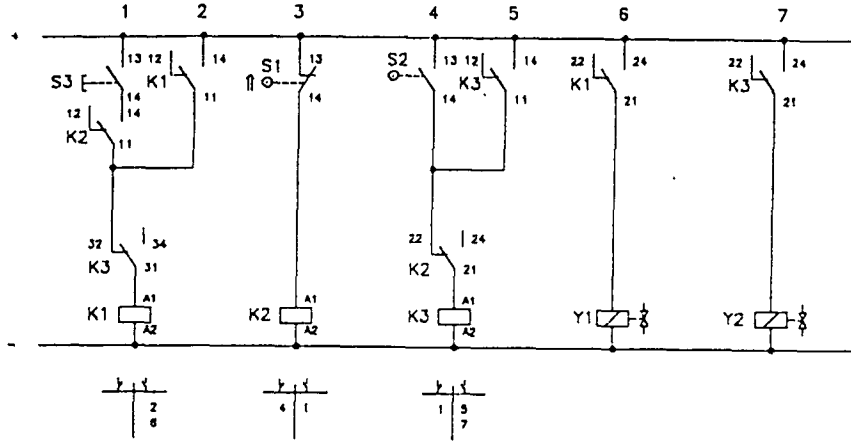 1 2 3 4 5 6 7
+
13 12 14 13 13 12 14 22 24 22 24
S3 K1 S1 S2 K3 K1 K3
14 11 14 14 11 21 21
14
12
K2 11
32 34 22 24
K3 31 K2 21
A1 A1 A1
K1 K2 K3 Y1 Y2
A2 A2 A2
-
2 4 1 1 5
6 7